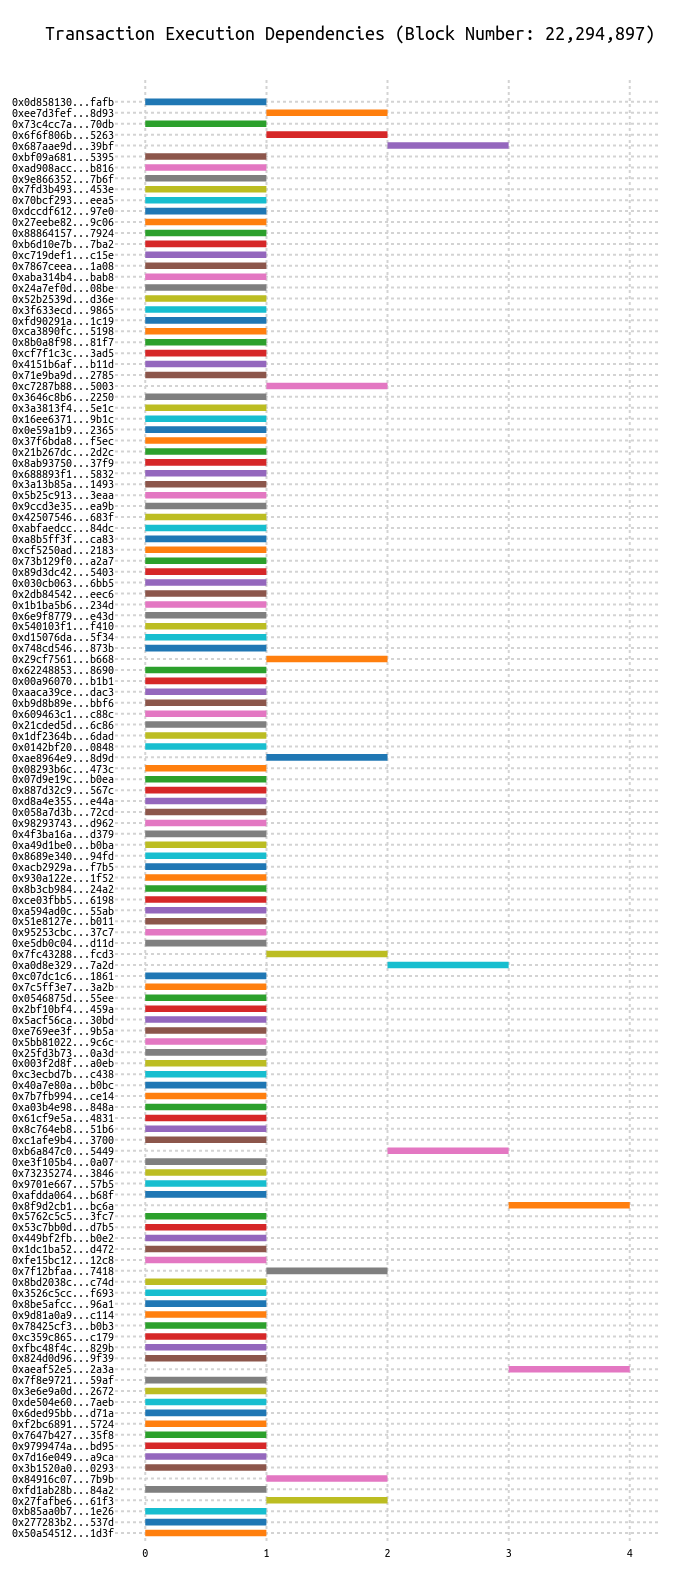 Transaction Execution Dependencies (Block Number: 22,294,897)
0x0d858130...fafb
0xee7d3fef...8d93
0x73c4cc7a...70db
0x6f6f806b...5263
0x687aae9d...39bf
0xbf09a681...5395
0xad908acc...b816
0x9e866352...7b6f
0x7fd3b493...453e
0x70bcf293...eea5
0xdccdf612...97e0
0x27eebe82...9c06
0x88864157...7924
0xb6d10e7b...7ba2
0xc719def1...c15e
0x7867ceea...1a08
0xaba314b4...bab8
0x24a7ef0d...08be
0x52b2539d...d36e
0x3f633ecd...9865
0xfd90291a...1c19
0xca3890fc...5198
0x8b0a8f98...81f7
0xcf7f1c3c...3ad5
0x4151b6af...b11d
0x71e9ba9d...2785
0xc7287b88...5003
0x3646c8b6...2250
0x3a3813f4...5e1c
0x16ee6371...9b1c
0x0e59a1b9...2365
0x37f6bda8...f5ec
0x21b267dc...2d2c
0x8ab93750...37f9
0x688893f1...5832
0x3a13b85a...1493
0x5b25c913...3eaa
0x9ccd3e35...ea9b
0x42507546...683f
0xabfaedcc...84dc
0xa8b5ff3f...ca83
0xcf5250ad...2183
0x73b129f0...a2a7
0x89d3dc42...5403
0x030cb063...6bb5
0x2db84542...eec6
0x1b1ba5b6...234d
0x6e9f8779...e43d
0x540103f1...f410
0xd15076da...5f34
0x748cd546...873b
0x29cf7561...b668
0x62248853...8690
0x00a96070...b1b1
0xaaca39ce...dac3
0xb9d8b89e...bbf6
0x609463c1...c88c
0x21cded5d...6c86
0x1df2364b...6dad
0x0142bf20...0848
0xae8964e9...8d9d
0x08293b6c...473c
0x07d9e19c...b0ea
0x887d32c9...567c
0xd8a4e355...e44a
0x058a7d3b...72cd
0x98293743...d962
0x4f3ba16a...d379
0xa49d1be0...b0ba
0x8689e340...94fd
0xacb2929a...f7b5
0x930a122e...1f52
0x8b3cb984...24a2
0xce03fbb5...6198
0xa594ad0c...55ab
0x51e8127e...b011
0x95253cbc...37c7
0xe5db0c04...d11d
0x7fc43288...fcd3
0xa0d8e329...7a2d
0xc07dc1c6...1861
0x7c5ff3e7...3a2b
0x0546875d...55ee
0x2bf10bf4...459a
0x5acf56ca...30bd
0xe769ee3f...9b5a
0x5bb81022...9c6c
0x25fd3b73...0a3d
0x003f2d8f...a0eb
0xc3ecbd7b...c438
0x40a7e80a...b0bc
0x7b7fb994...ce14
0xa03b4e98...848a
0x61cf9e5a...4831
0x8c764eb8...51b6
0xc1afe9b4...3700
0xb6a847c0...5449
0xe3f105b4...0a07
0x73235274...3846
0x9701e667...57b5
0xafdda064...b68f
0x8f9d2cb1...bc6a
0x5762c5c5...3fc7
0x53c7bb0d...d7b5
0x449bf2fb...b0e2
0x1dc1ba52...d472
0xfe15bc12...12c8
0x7f12bfaa...7418
0x8bd2038c...c74d
0x3526c5cc...f693
0x8be5afcc...96a1
0x9d81a0a9...c114
0x78425cf3...b0b3
0xc359c865...c179
0xfbc48f4c...829b
0x824d0d96...9f39
0xaeaf52e5...2a3a
0x7f8e9721...59af
0x3e6e9a0d...2672
0xde504e60...7aeb
0x6ded95bb...d71a
0xf2bc6891...5724
0x7647b427...35f8
0x9799474a...bd95
0x7d16e049...a9ca
0x3b1520a0...0293
0x84916c07...7b9b
0xfd1ab28b...84a2
0x27fafbe6...61f3
0xb85aa0b7...1e26
0x277283b2...537d
0x50a54512...1d3f
0 1 2 3 4